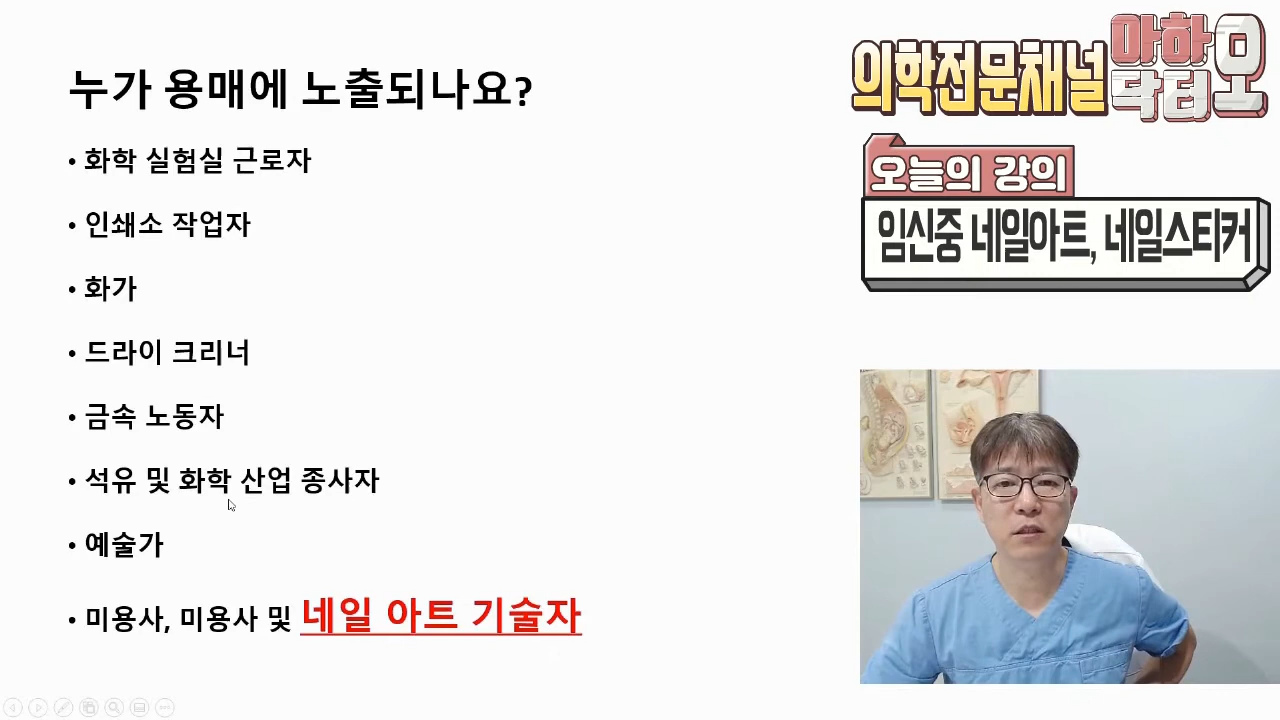 누가 용매에 노출되나요?
• 화학 실험실 근로자
• 인쇄소 작업자
• 화가
• 드라이 크리너
• 금속 노동자
• 석유 및 화학 산업 종사자
• 예술가
• 미용사, 미용사 및 네일 아트 기술자
의학전문채널 아하 닥터오
오늘의 강의
임신중 네일아트, 네일스티커